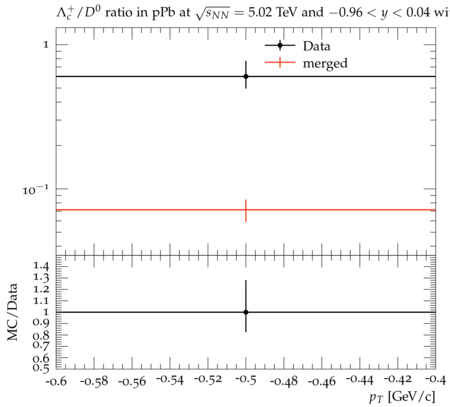 Λc+/D0 ratio in pPb at √sNN = 5.02 TeV and −0.96 < y < 0.04 wi
1
10−1
Data
merged
MC/Data
1.4
1.3
1.2
1.1
1
0.9
0.8
0.7
0.6
0.5
-0.6 -0.58 -0.56 -0.54 -0.52 -0.5 -0.48 -0.46 -0.44 -0.42 -0.4
pT [GeV/c]